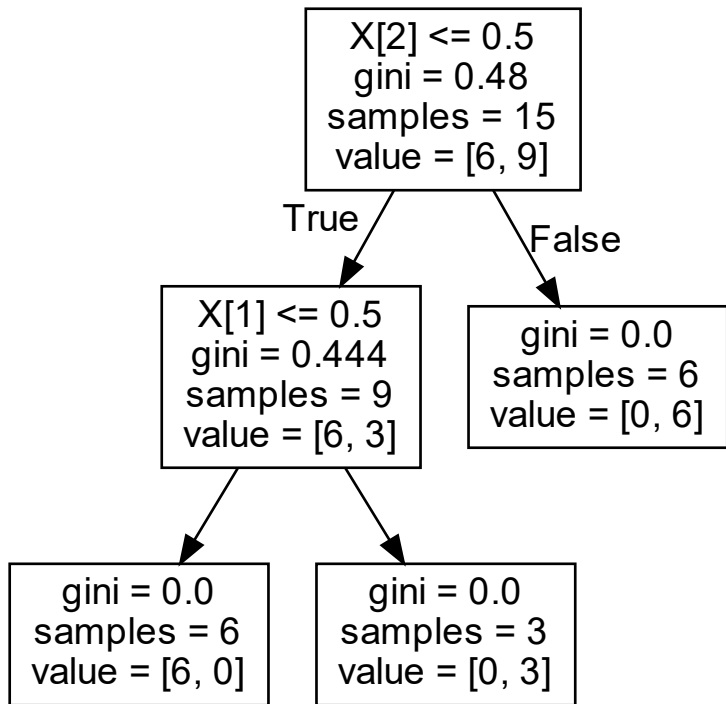 X[2] <= 0.5
gini = 0.48
samples = 15
value = [6, 9]
True
False
X[1] <= 0.5
gini = 0.444
samples = 9
value = [6, 3]
gini = 0.0
samples = 6
value = [0, 6]
gini = 0.0
samples = 6
value = [6, 0]
gini = 0.0
samples = 3
value = [0, 3]